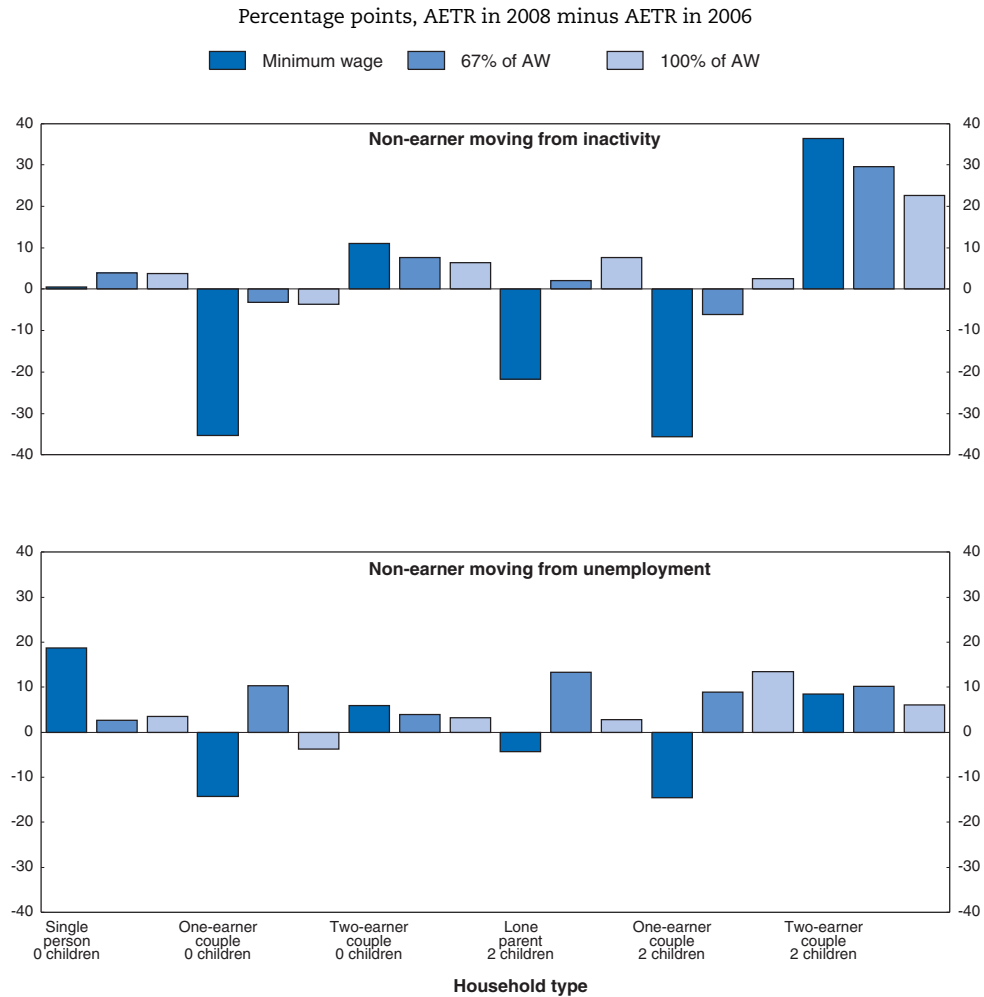 Percentage points, AETR in 2008 minus AETR in 2006
Minimum wage 67% of AW 100% of AW
Non-earner moving from inactivity
40 40
30 30
20 20
10 10
0 0
-10 -10
-20 -20
-30 -30
-40 -40
Non-earner moving from unemployment
40 40
30 30
20 20
10 10
0 0
-10 -10
-20 -20
-30 -30
-40 -40
Single person 0 children
One-earner couple 0 children
Two-earner couple 0 children
Lone parent 2 children
One-earner couple 2 children
Two-earner couple 2 children
Household type